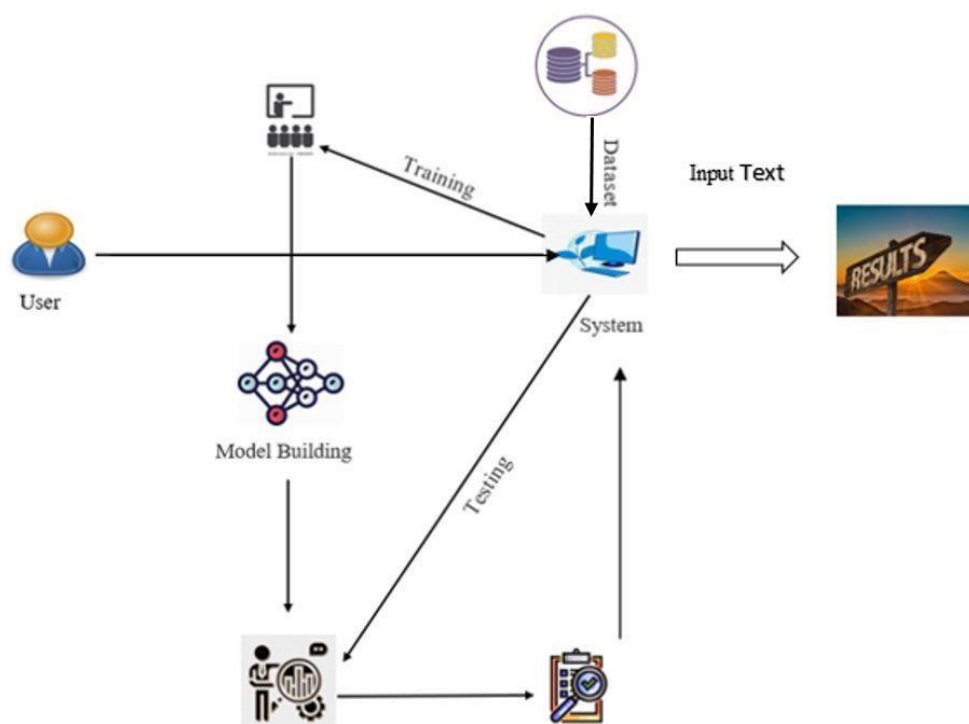 Training
Dataset
Input Text
RESULTS
User
System
Model Building
Testing